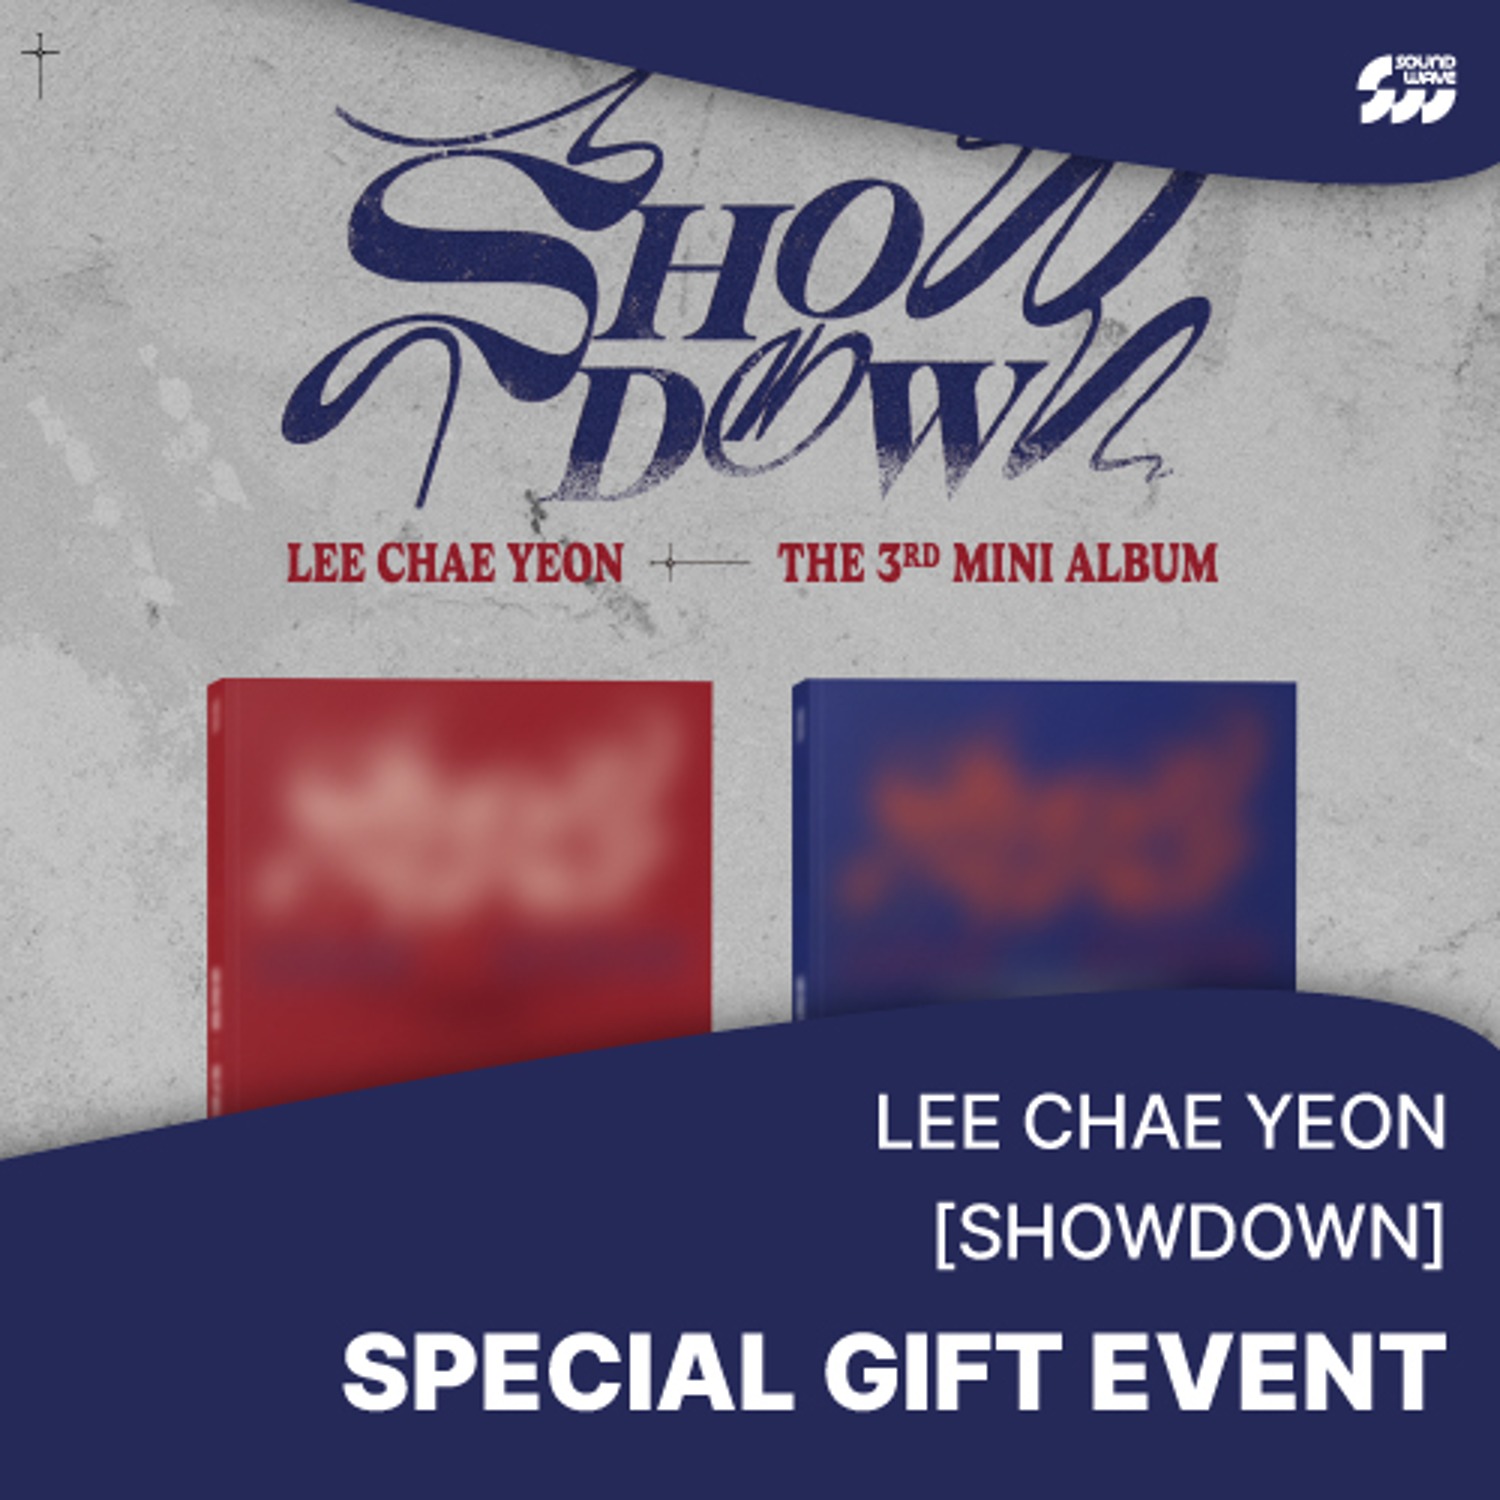 SOUND
WAVE
SHOW
DOWN
LEE CHAE YEON
THE 3RD MINI ALBUM
LEE CHAE YEON
[SHOWDOWN]
SPECIAL GIFT EVENT